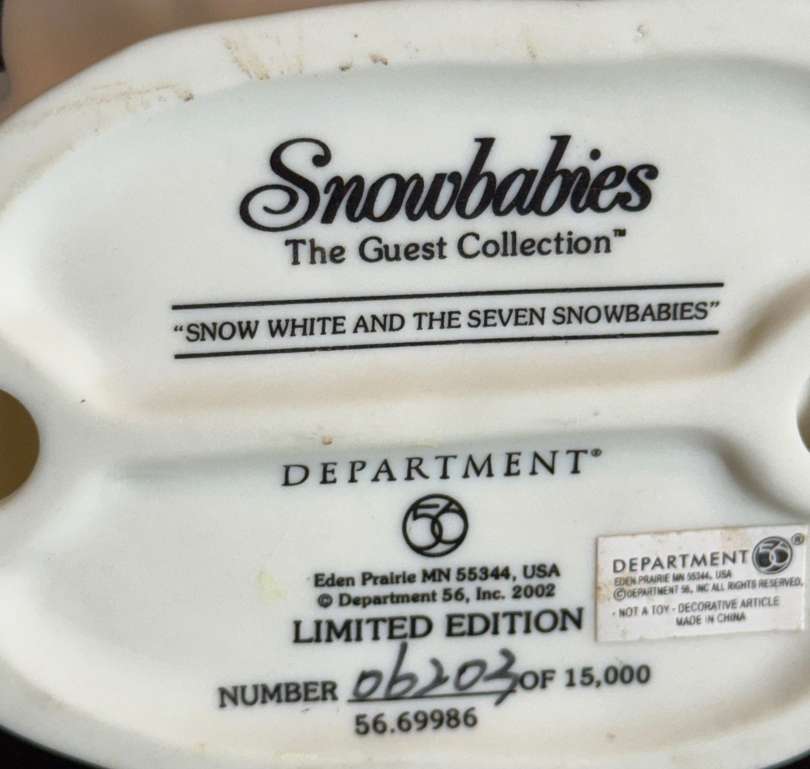 Snowbabies
The Guest Collection™
"SNOW WHITE AND THE SEVEN SNOWBABIES"
DEPARTMENT®
56
Eden Prairie MN 55344, USA
© Department 56, Inc. 2002
LIMITED EDITION
NUMBER 06203 OF 15,000
56.69986
DEPARTMENT 56®
EDEN PRAIRIE MN 55344, USA
©DEPARTMENT 56, INC ALL RIGHTS RESERVED.
- NOT A TOY - DECORATIVE ARTICLE
MADE IN CHINA